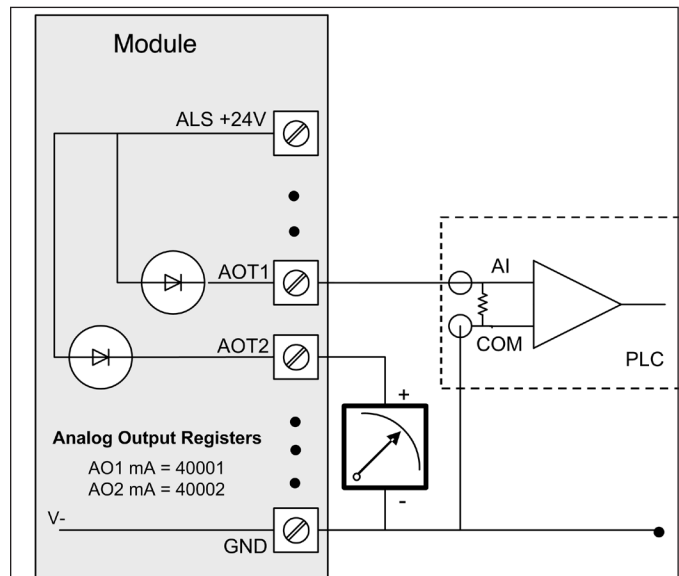 Module
ALS +24V
AOT1
AI
COM
PLC
AOT2
+
-
Analog Output Registers
AO1 mA = 40001
AO2 mA = 40002
V-
GND